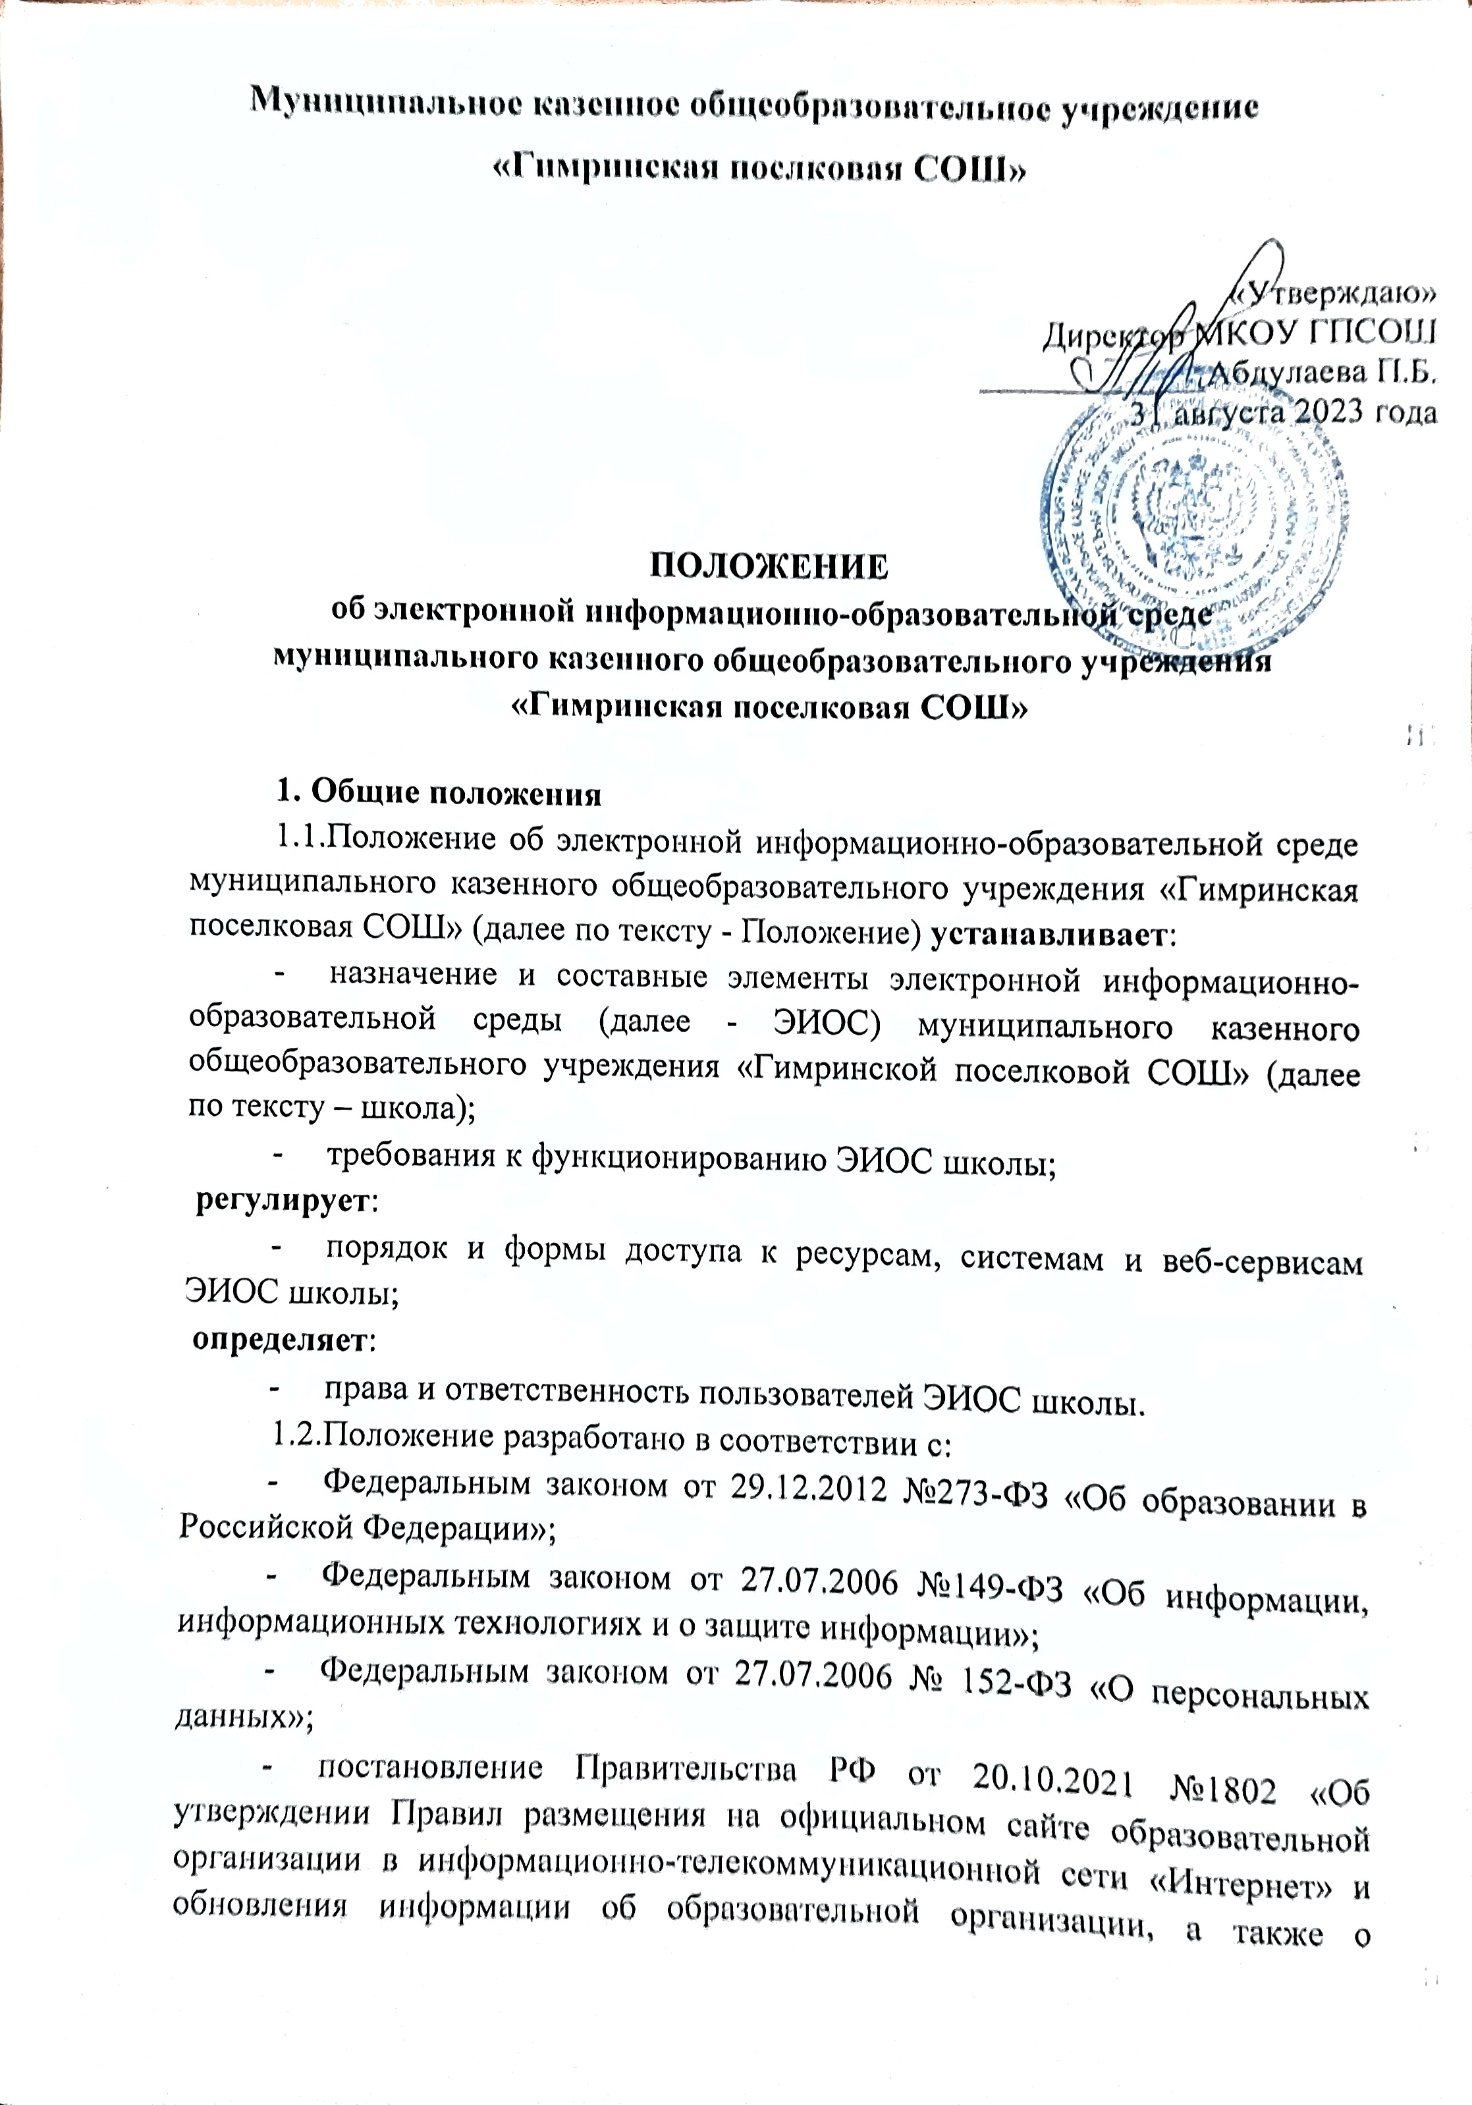 Муниципальное казенное общеобразовательное учреждение
«Гимринская послковая СОШ»
«Утверждаю»
Директор МКОУ ГПСОШ
Абдулаева П.Б.
31 августа 2023 года
ПОЛОЖЕНИЕ
об электронной информационно-образовательной среде
муниципального казенного общеобразовательного учреждения
«Гимринская поселковая СОШ»
1. Общие положения
1.1.Положение об электронной информационно-образовательной среде
муниципального казенного общеобразовательного учреждения «Гимринская
поселковая СОШ» (далее по тексту - Положение) устанавливает:
- назначение и составные элементы электронной информационно-
образовательной среды (далее - ЭИОС) муниципального казенного
общеобразовательного учреждения «Гимринской поселковой СОШ» (далее
по тексту – школа);
- требования к функционированию ЭИОС школы;
регулирует:
- порядок и формы доступа к ресурсам, системам и веб-сервисам
ЭИОС школы;
определяет:
- права и ответственность пользователей ЭИОС школы.
1.2.Положение разработано в соответствии с:
- Федеральным законом от 29.12.2012 №273-ФЗ «Об образовании в
Российской Федерации»;
- Федеральным законом от 27.07.2006 №149-ФЗ «Об информации,
информационных технологиях и о защите информации»;
- Федеральным законом от 27.07.2006 № 152-ФЗ «О персональных
данных»;
- постановление Правительства РФ от 20.10.2021 №1802 «Об
утверждении Правил размещения на официальном сайте образовательной
организации в информационно-телекоммуникационной сети «Интернет» и
обновления информации об образовательной организации, а также о